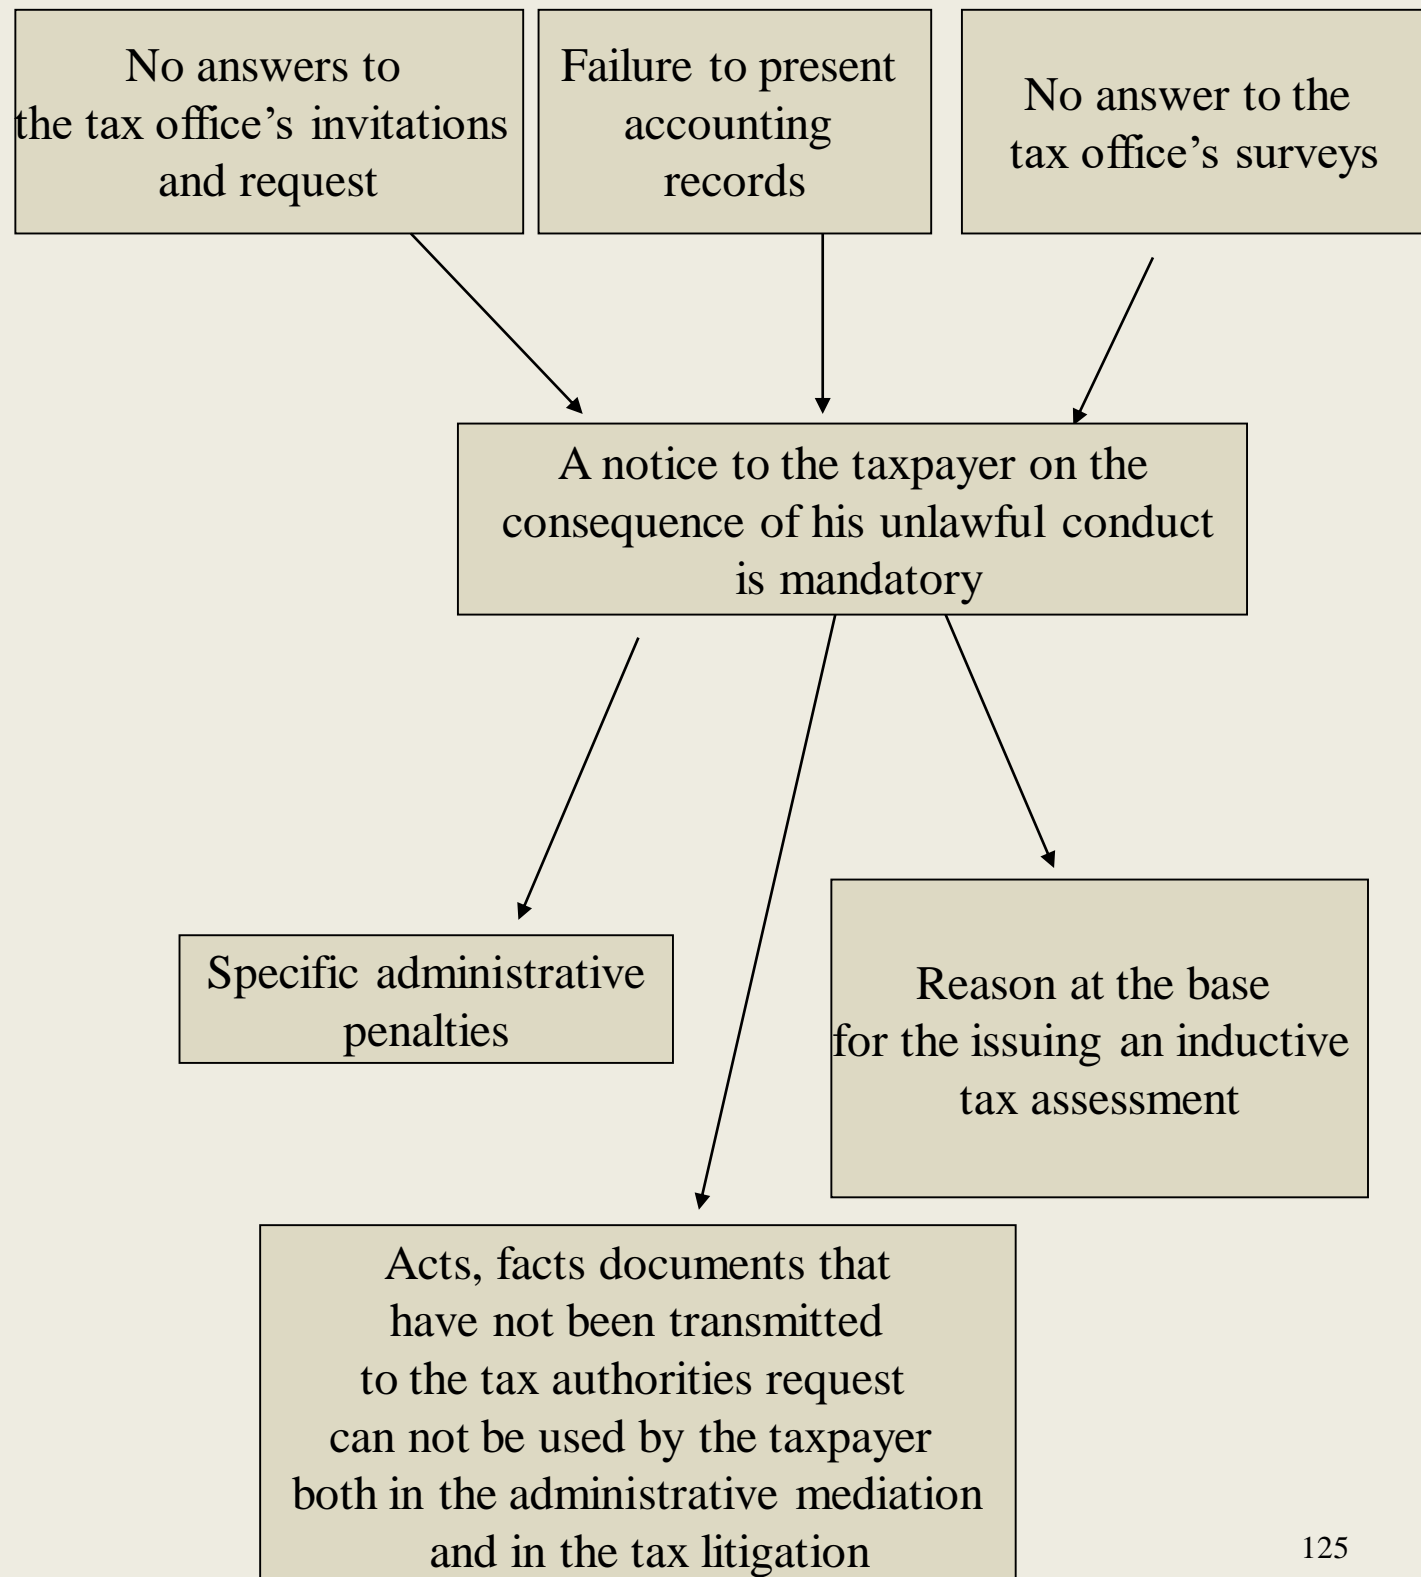 No answers to
the tax office’s invitations
and request
Failure to present
accounting
records
No answer to the
tax office’s surveys
A notice to the taxpayer on the
consequence of his unlawful conduct
is mandatory
Specific administrative
penalties
Reason at the base
for the issuing an inductive
tax assessment
Acts, facts documents that
have not been transmitted
to the tax authorities request
can not be used by the taxpayer
both in the administrative mediation
and in the tax litigation
125